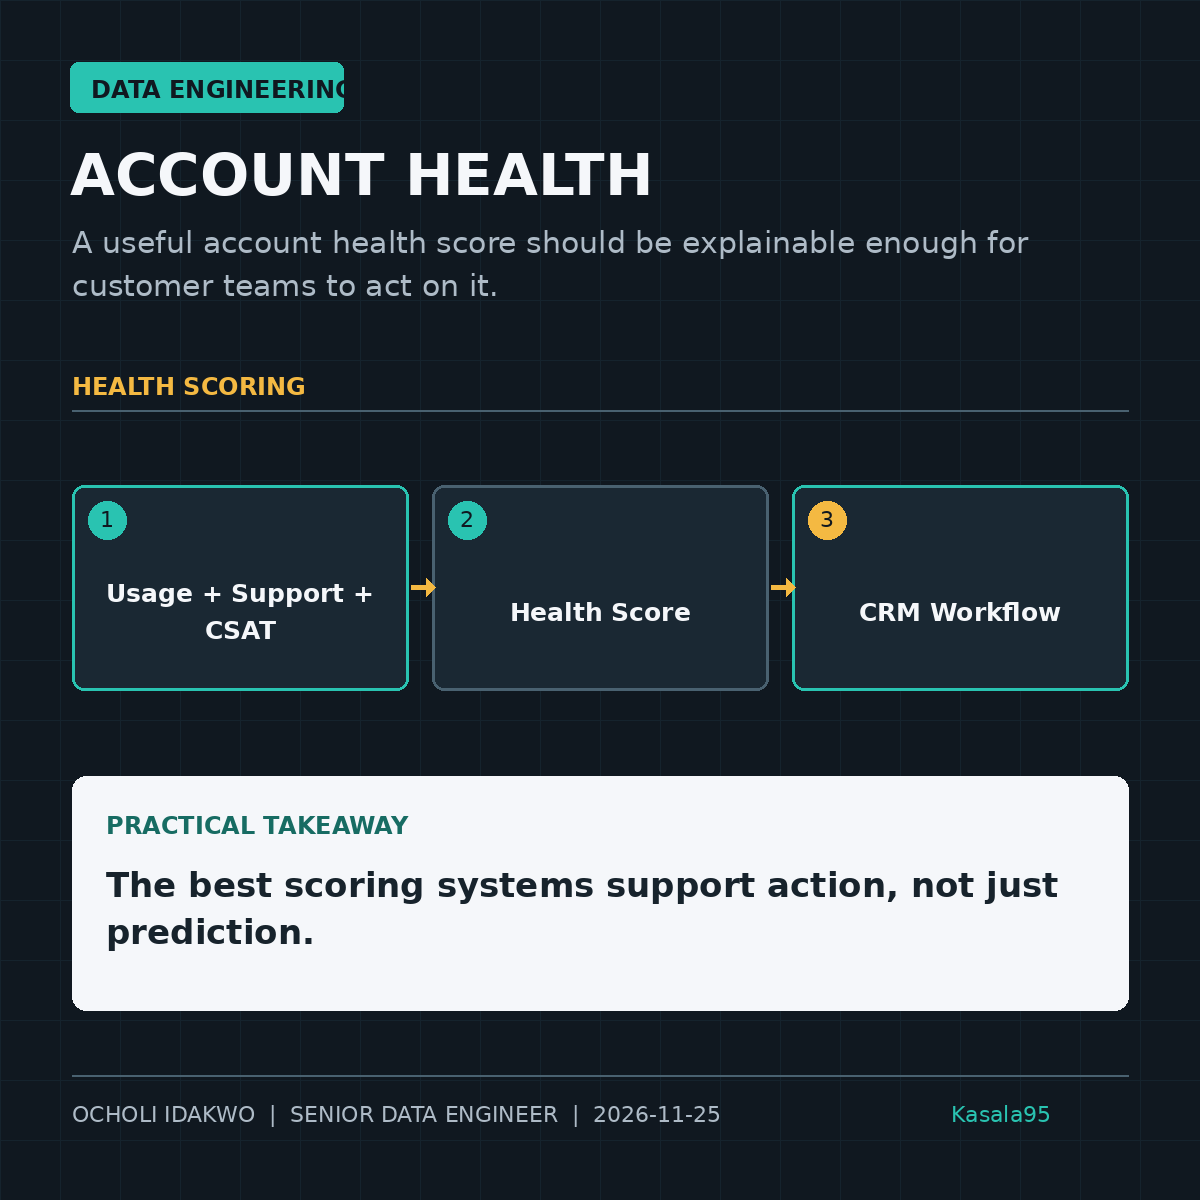 DATA ENGINEERING
ACCOUNT HEALTH
A useful account health score should be explainable enough for
customer teams to act on it.
HEALTH SCORING
1
Usage + Support +
CSAT
2
Health Score
3
CRM Workflow
PRACTICAL TAKEAWAY
The best scoring systems support action, not just
prediction.
OCHOLI IDAKWO | SENIOR DATA ENGINEER | 2026-11-25
Kasala95